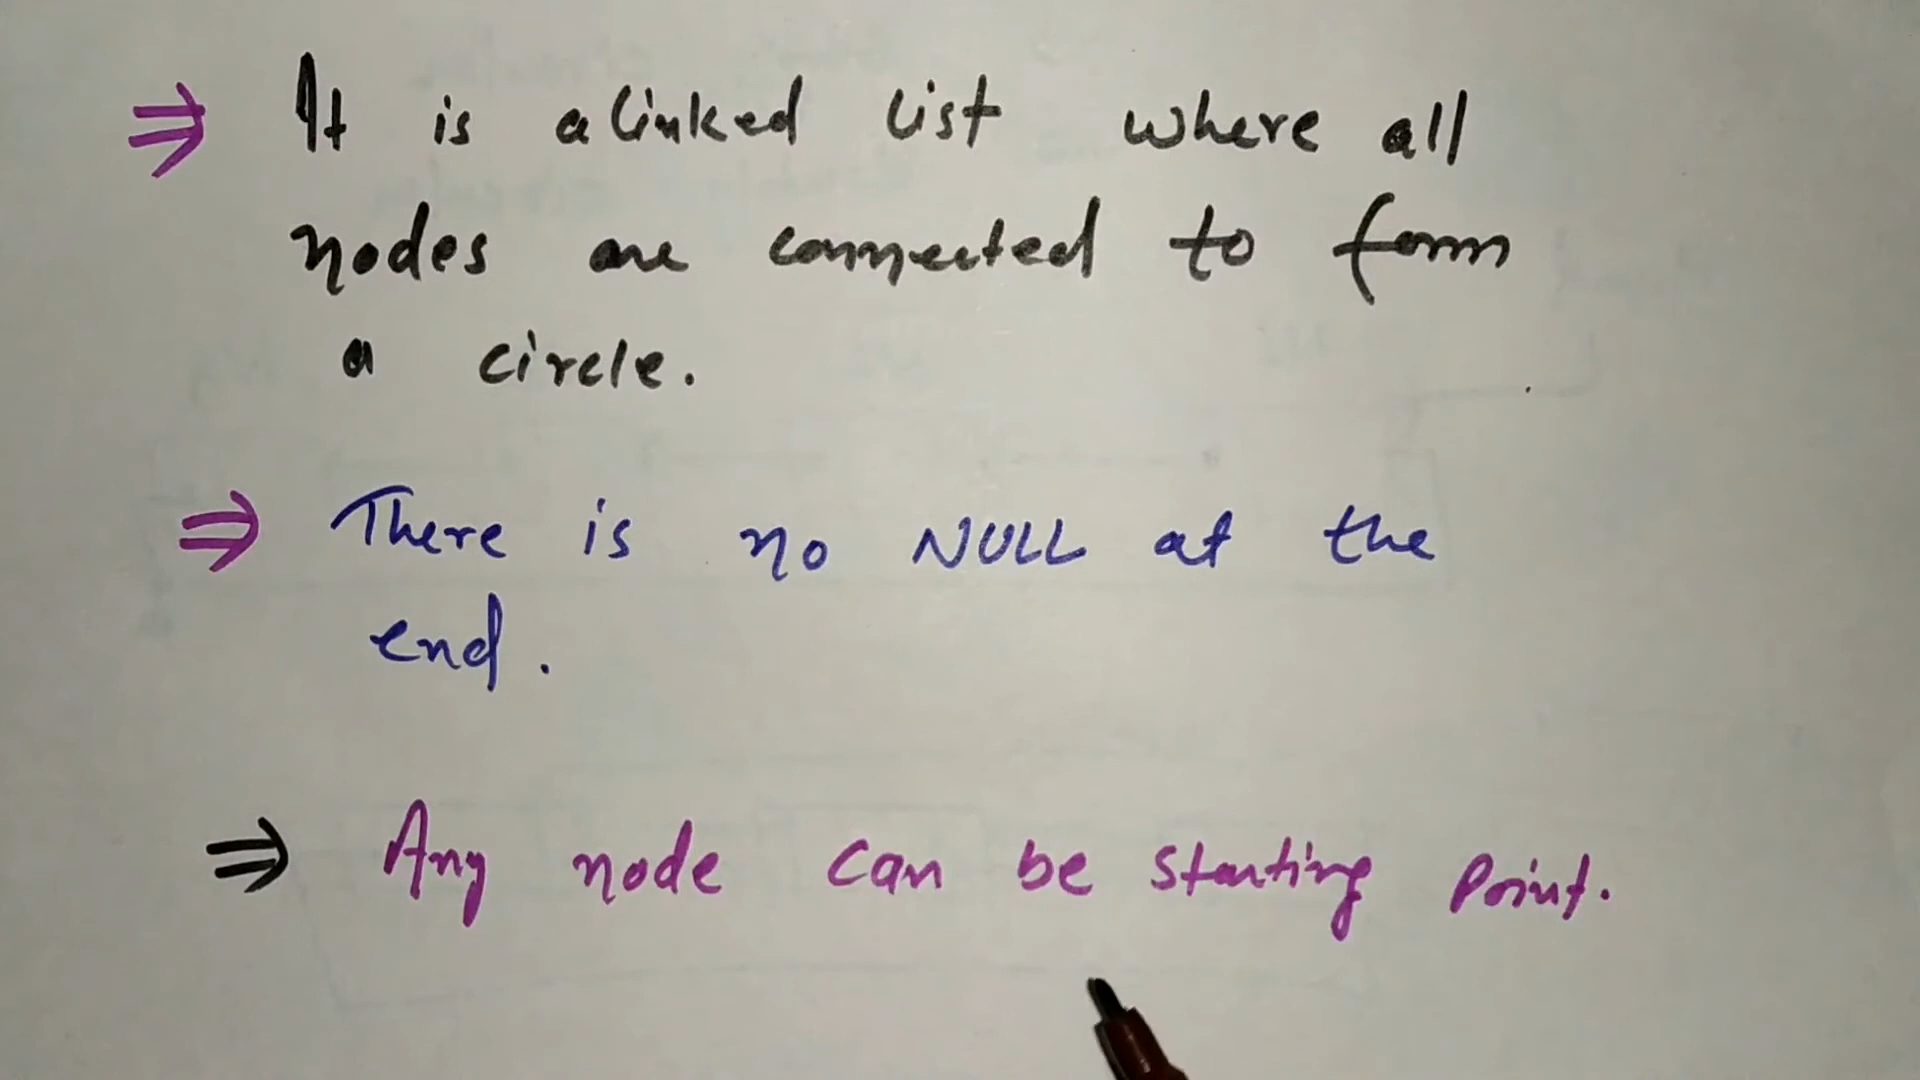 ⇒ It is a linked list where all
nodes are connected to form
a circle.
⇒ There is no NULL at the
end.
⇒ Any node can be starting point.